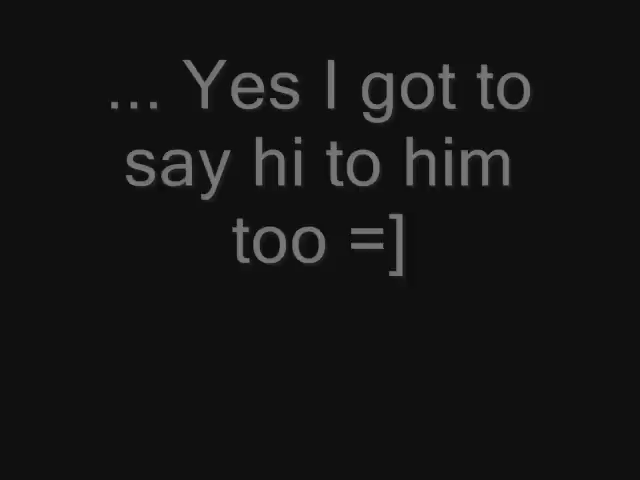 ... Yes I got to
say hi to him
too =]